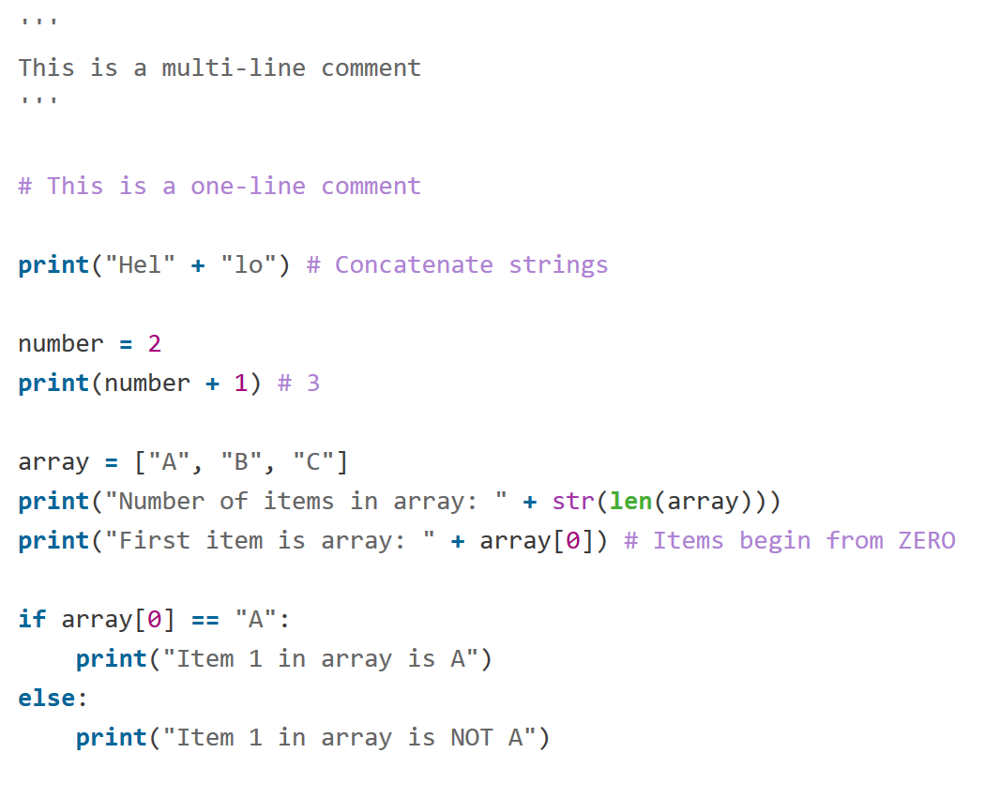 '''
This is a multi-line comment
'''
# This is a one-line comment
print("Hel" + "lo") # Concatenate strings
number = 2
print(number + 1) # 3
array = ["A", "B", "C"]
print("Number of items in array: " + str(len(array)))
print("First item is array: " + array[0]) # Items begin from ZERO
if array[0] == "A":
    print("Item 1 in array is A")
else:
    print("Item 1 in array is NOT A")